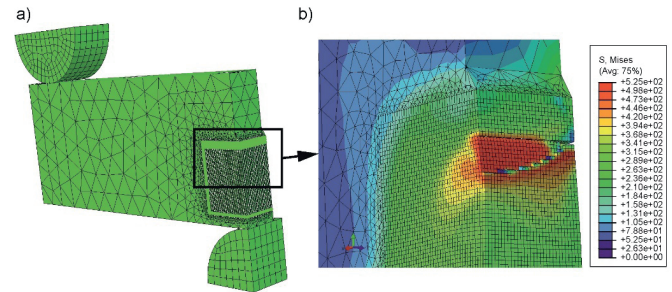 a)
b)
S, Mises
(Avg: 75%)
+5.25e+02
+4.98e+02
+4.73e+02
+4.46e+02
+4.20e+02
+3.94e+02
+3.68e+02
+3.41e+02
+3.15e+02
+2.89e+02
+2.63e+02
+2.36e+02
+2.10e+02
+1.84e+02
+1.58e+02
+1.31e+02
+1.05e+02
+7.88e+01
+5.25e+01
+2.63e+01
+0.00e+00